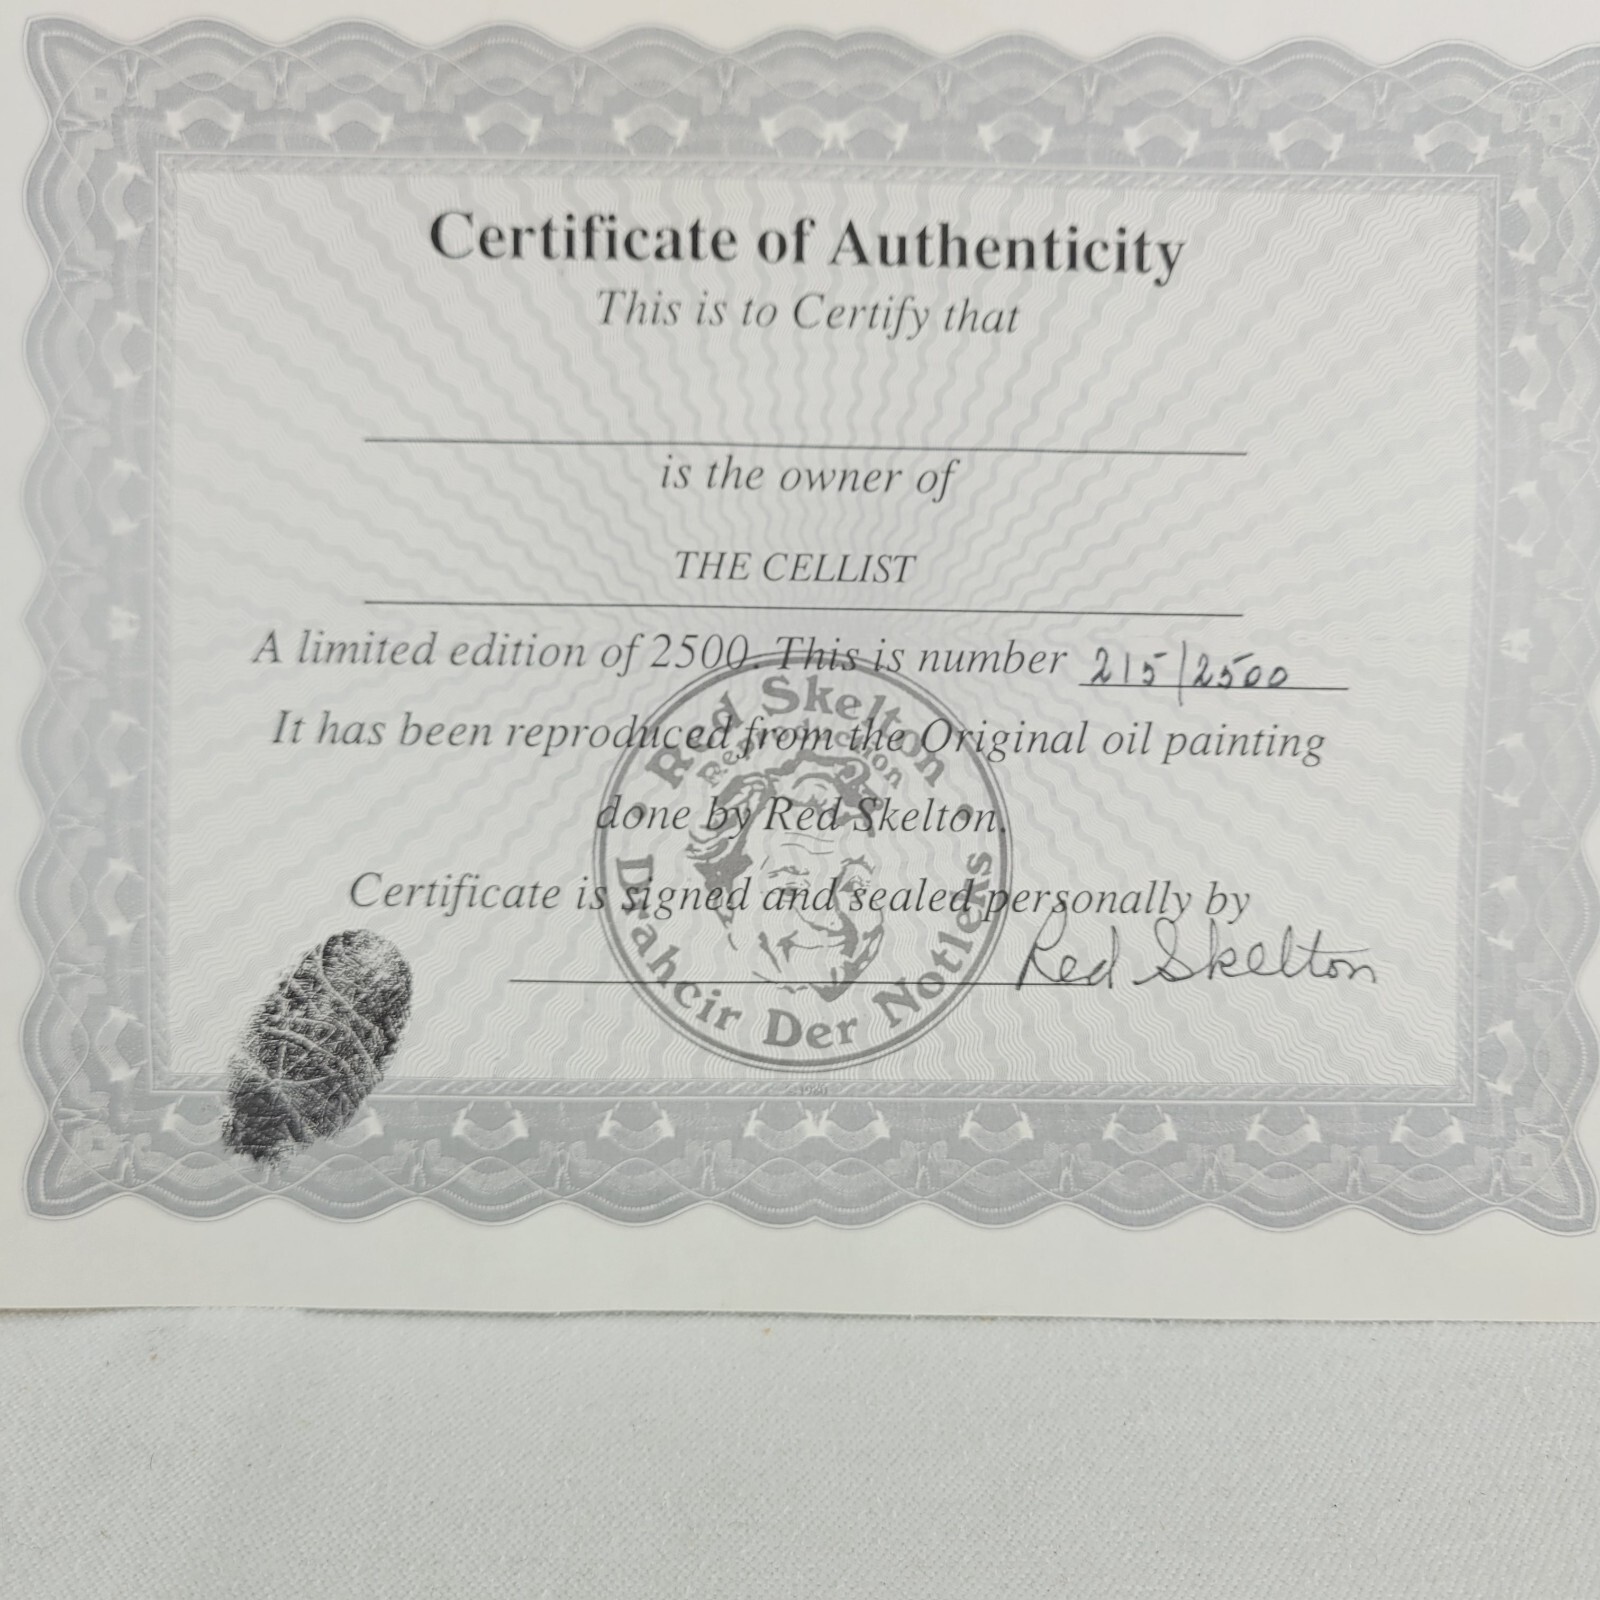 Certificate of Authenticity
This is to Certify that
is the owner of
THE CELLIST
A limited edition of 2500. This is number 215/2500
It has been reproduced from the Original oil painting
done by Red Skelton.
Certificate is signed and sealed personally by
Red Skelton
Red Skelton
Reproduction
Drahcir Der Notleks